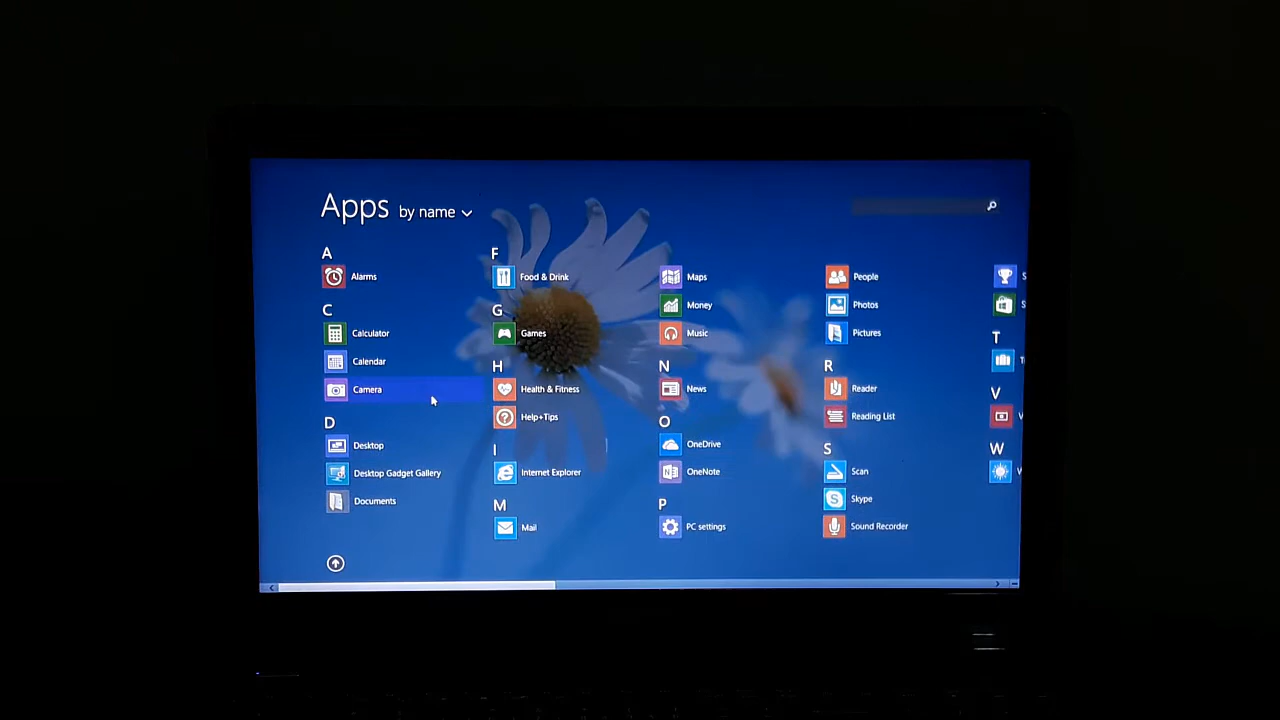 Apps by name
A
Alarms
C
Calculator
Calendar
Camera
D
Desktop
Desktop Gadget Gallery
Documents
F
Food & Drink
G
Games
H
Health & Fitness
Help+Tips
I
Internet Explorer
M
Mail
Maps
Money
Music
N
News
O
OneDrive
OneNote
P
PC settings
People
Photos
Pictures
R
Reader
Reading List
S
Scan
Skype
Sound Recorder
S
S
T
T
V
V
W
W